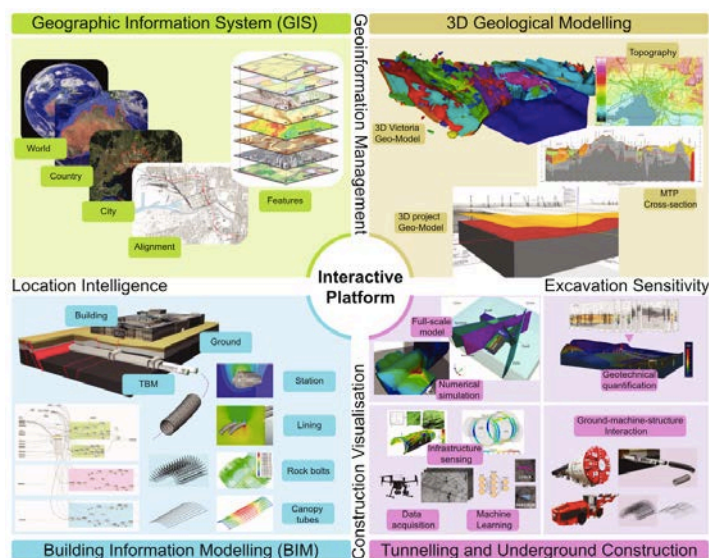 Geographic Information System (GIS)
World
Country
City
Alignment
Features
Geoinformation Management
3D Geological Modelling
Topography
3D Victoria
Geo-Model
MTP
Cross-section
3D project
Geo-Model
Location Intelligence
Interactive
Platform
Excavation Sensitivity
Building
Ground
TBM
Station
Lining
Rock bolts
Canopy
tubes
Building Information Modelling (BIM)
Construction Visualisation
Full-scale
model
Numerical
simulation
Geotechnical
quantification
Infrastructure
sensing
Data
acquisition
Machine
Learning
Ground-machine-structure
Interaction
Tunnelling and Underground Construction